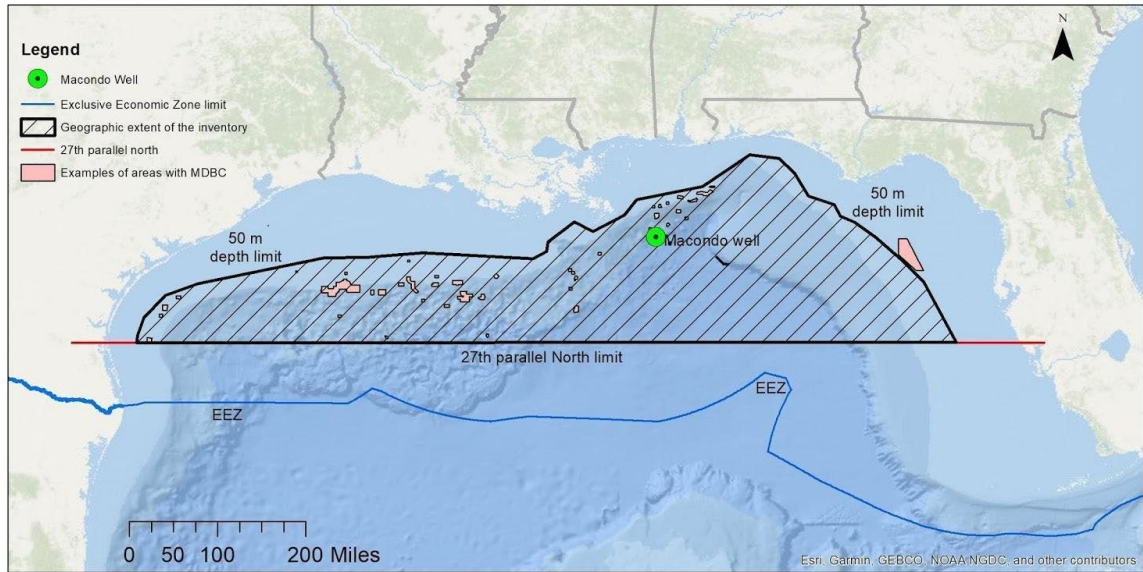 Legend
Macondo Well
Exclusive Economic Zone limit
Geographic extent of the inventory
27th parallel north
Examples of areas with MDBC
N
50 m
depth limit
50 m
depth limit
Macondo well
27th parallel North limit
EEZ
EEZ
0 50 100 200 Miles
Esri, Garmin, GEBCO, NOAA NGDC, and other contributors